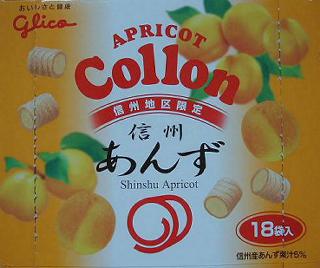 おいしさと健康
Glico
APRICOT
Collon
信州地区限定
信州
あんず
Shinshu Apricot
18袋入
信州産あんず果汁5%